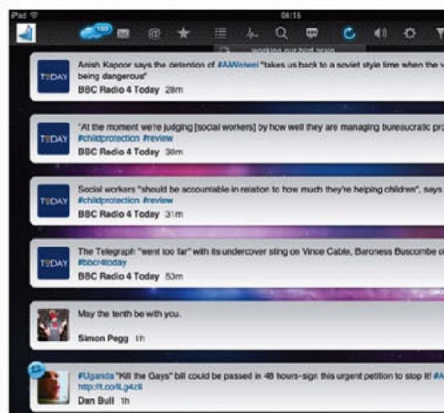 iPad 06:15
working our bird brain
Anish Kapoor says the detention of #AiWeiwei "takes us back to a soviet style time when the
being dangerous"
BBC Radio 4 Today 28m
TODAY
"At the moment we're judging [social workers] by how well they are managing bureaucratic
#childprotection #review
BBC Radio 4 Today 30m
TODAY
Social workers "should be accountable in relation to how much they're helping children", says
#childprotection #review
BBC Radio 4 Today 31m
TODAY
The Telegraph "went too far" with its undercover sting on Vince Cable, Baroness Buscombe
#bbcr4today
BBC Radio 4 Today 53m
TODAY
May the tenth be with you.
Simon Pegg 1h
#Uganda "Kill the Gays" bill could be passed in 48 hours-sign this urgent petition to stop it!
Dan Bull 1h